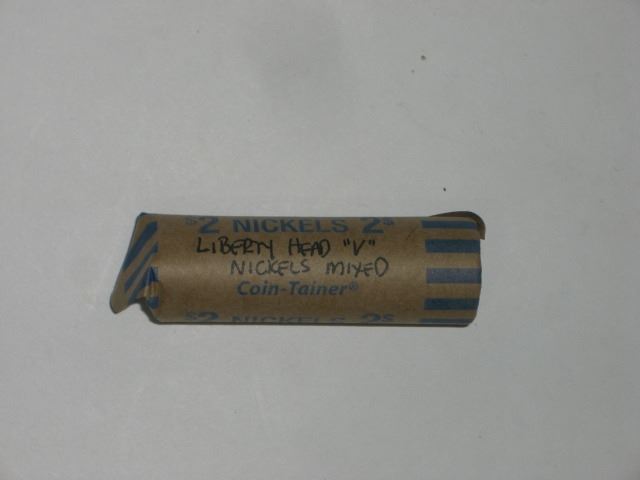 $2 NICKELS 2$
LIBERTY HEAD "V"
NICKELS MIXED
Coin-Tainer®
$2 NICKELS 2$